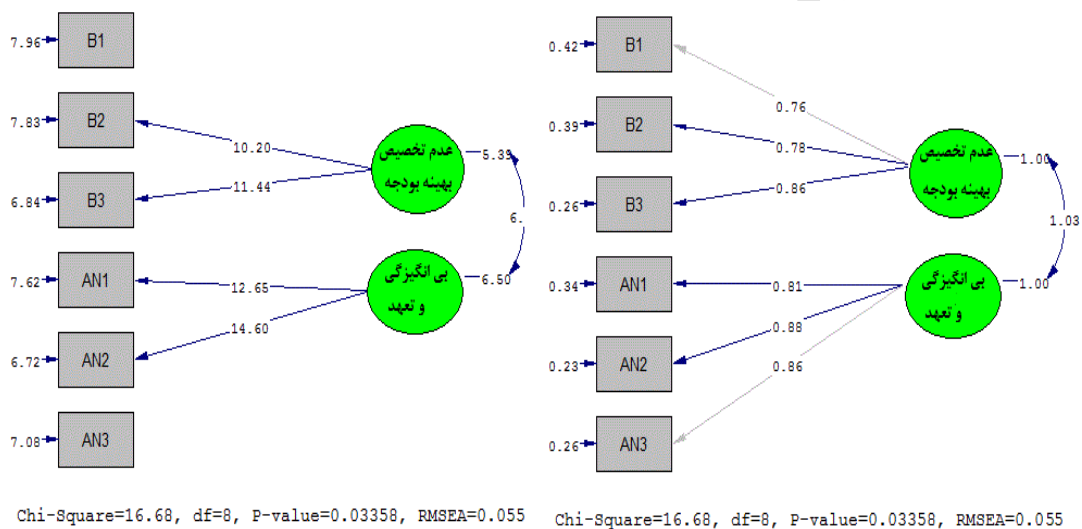 7.96
B1
7.83
B2
10.20
6.84
B3
11.44
عدم تخصیص
بهینه بودجه
5.39
6.
7.62
AN1
12.65
بی انگیزگی
و تعهد
6.50
6.72
AN2
14.60
7.08
AN3
Chi-Square=16.68, df=8, P-value=0.03358, RMSEA=0.055
0.42
B1
0.76
0.39
B2
0.78
0.26
B3
0.86
عدم تخصیص
بهینه بودجه
1.00
1.03
0.34
AN1
0.81
بی انگیزگی
و تعهد
1.00
0.23
AN2
0.88
0.26
AN3
0.86
Chi-Square=16.68, df=8, P-value=0.03358, RMSEA=0.055